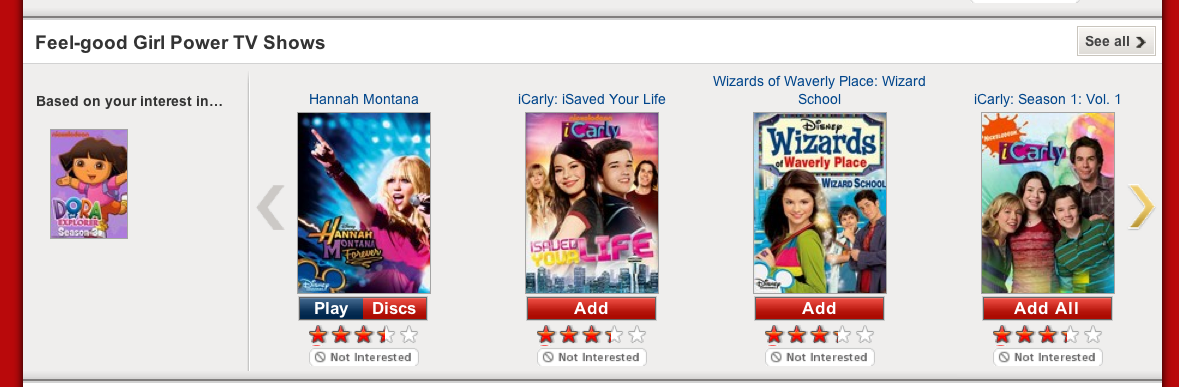 Feel-good Girl Power TV Shows
See all
Based on your interest in...
nickelodeon
DORA
the
EXPLORER
Season 3
Hannah Montana
Disney
HANNAH
MONTANA
Forever
Disney
Play
Discs
Not Interested
iCarly: iSaved Your Life
nickelodeon
iCarly
iSAVED
YOUR LIFE
Add
Not Interested
Wizards of Waverly Place: Wizard
School
Disney
Wizards
of Waverly Place
WIZARD SCHOOL
Disney
Add
Not Interested
iCarly: Season 1: Vol. 1
NICKELODEON
iCarly
Add All
Not Interested